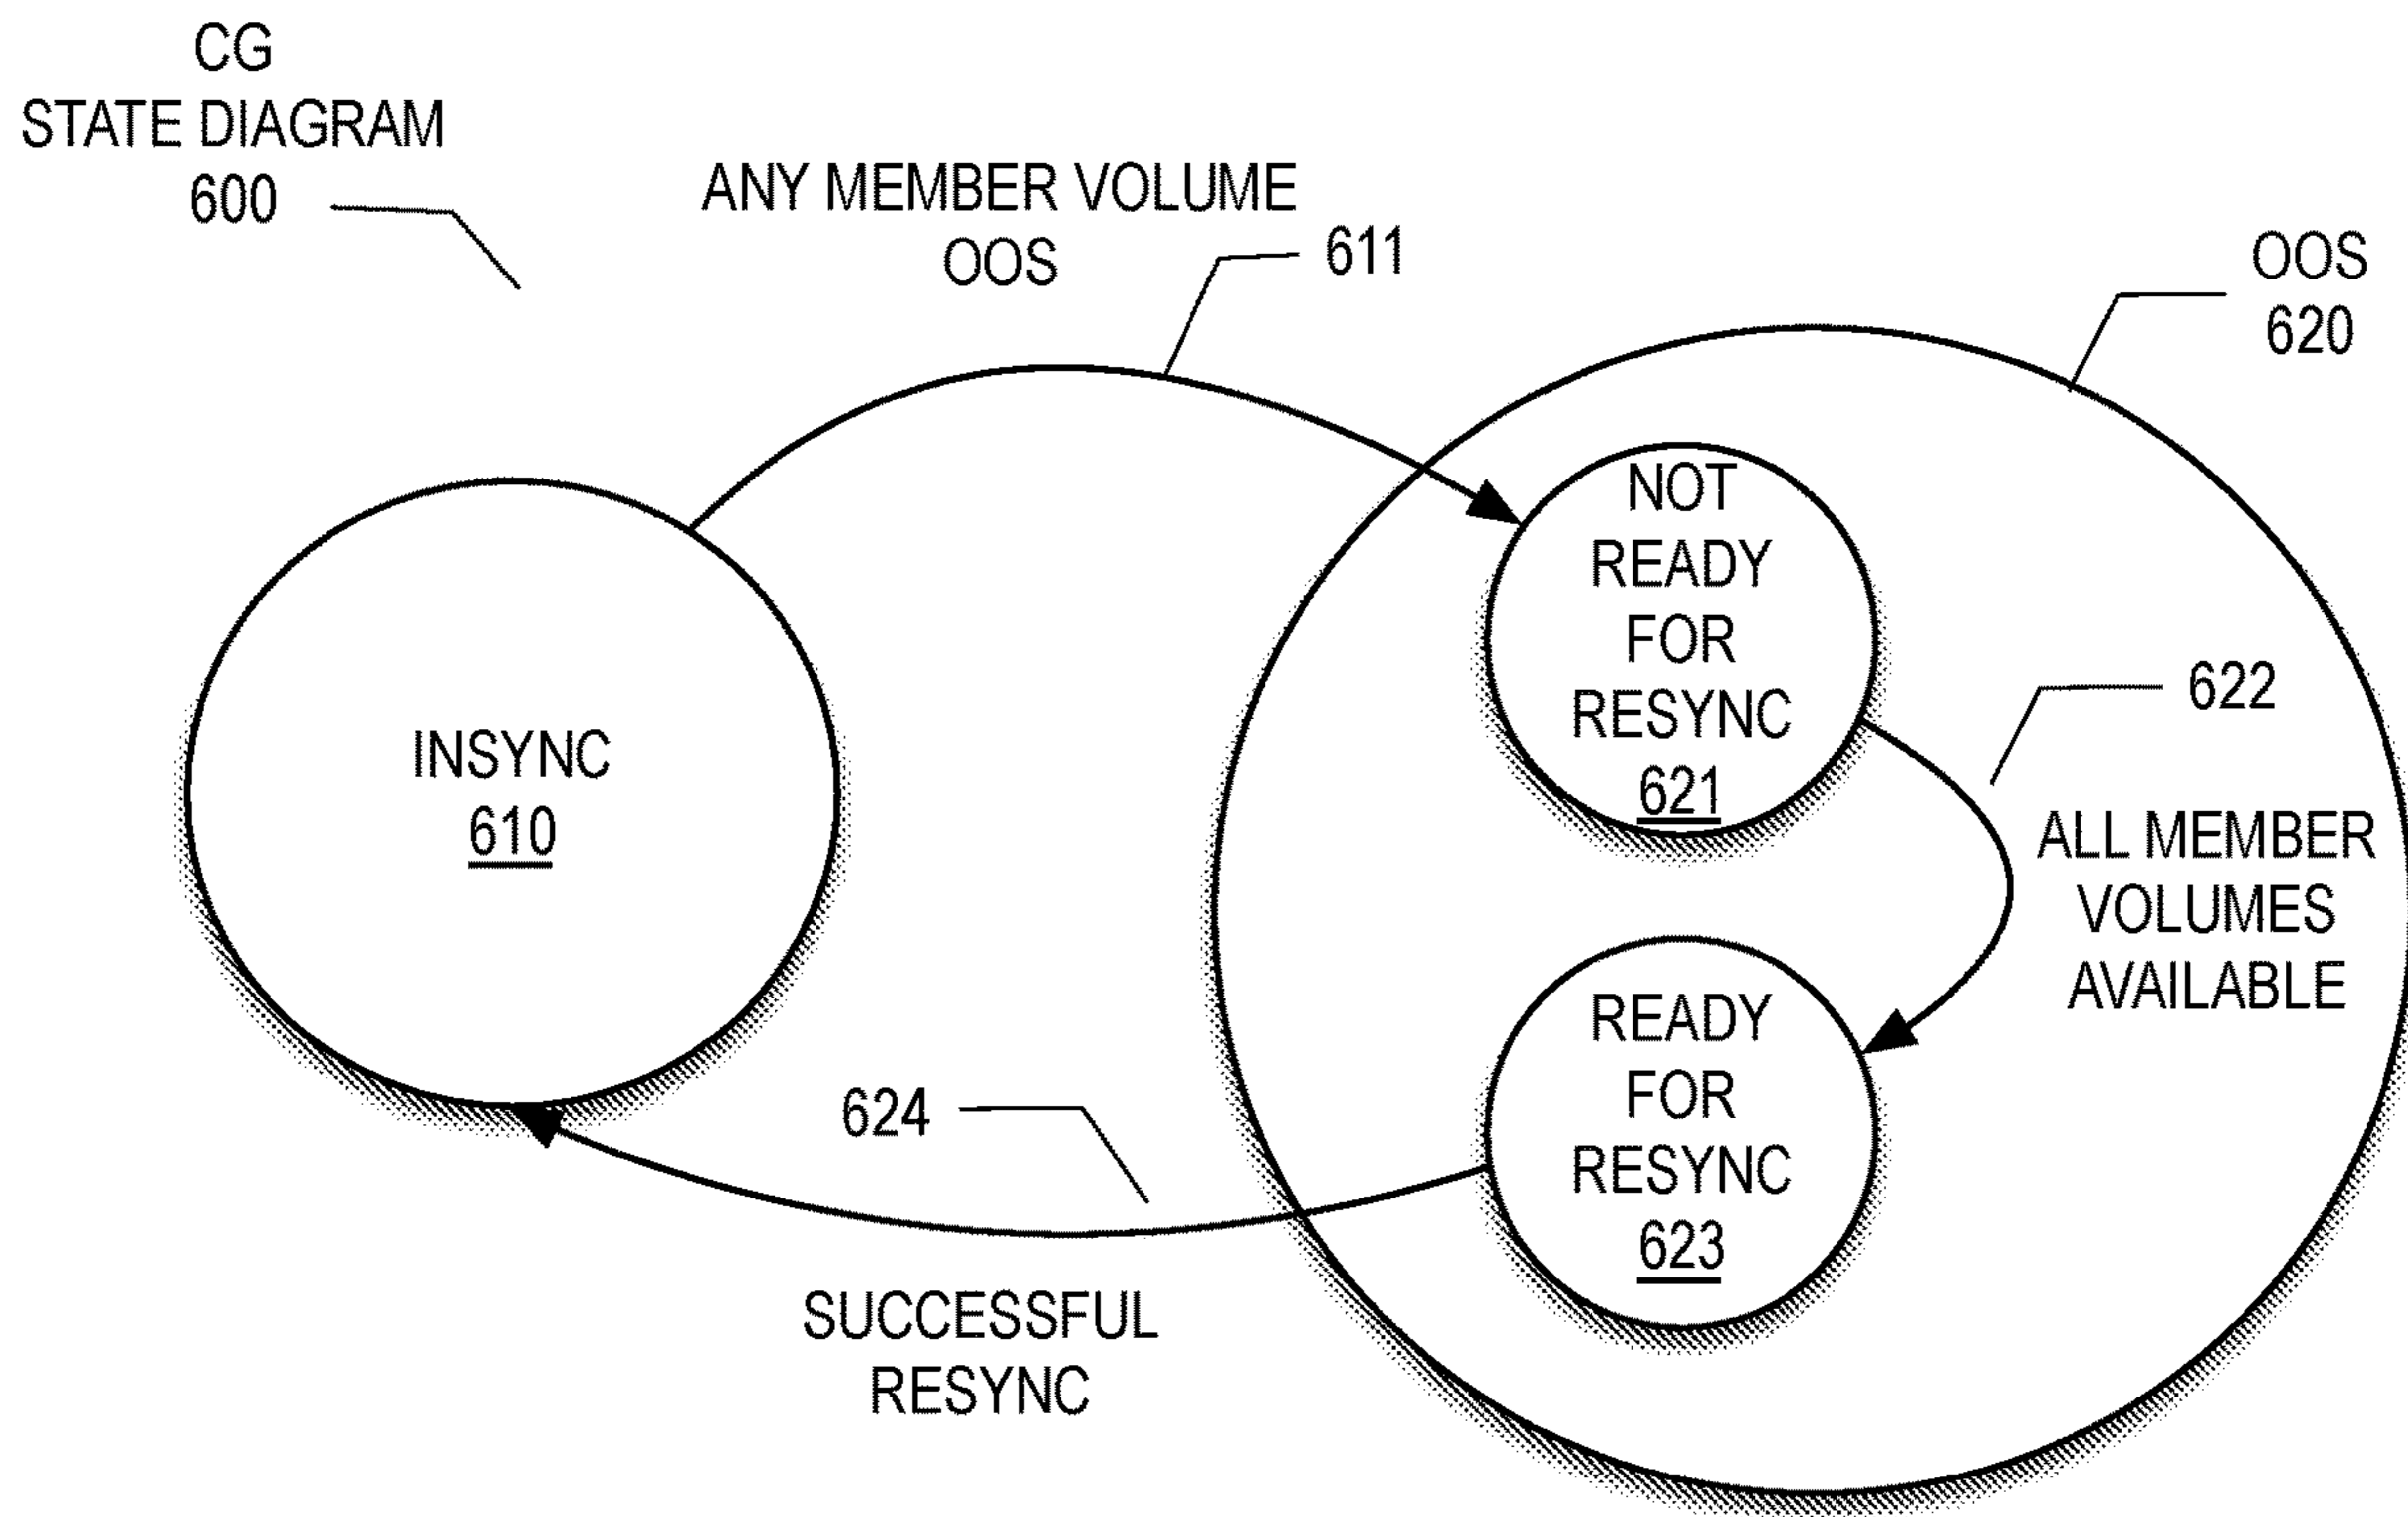 CG
STATE DIAGRAM
600
ANY MEMBER VOLUME
OOS
611
OOS
620
INSYNC
610
NOT
READY
FOR
RESYNC
621
622
ALL MEMBER
VOLUMES
AVAILABLE
READY
FOR
RESYNC
623
624
SUCCESSFUL
RESYNC